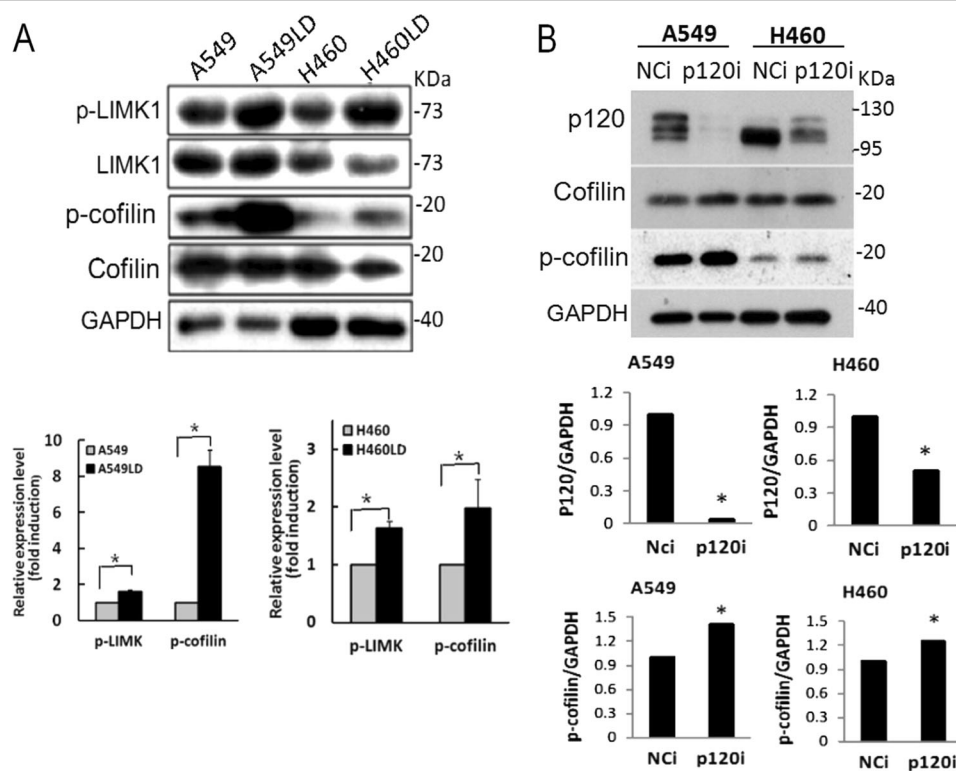 A
A549
A549LD
H460
H460LD
KDa
p-LIMK1
-73
LIMK1
-73
p-cofilin
-20
Cofilin
-20
GAPDH
-40
Relative expression level
(fold induction)
10
8
6
4
2
0
A549
A549LD
*
*
p-LIMK
p-cofilin
Relative expression level
(fold induction)
3
2
1
0
H460
H460LD
*
*
p-LIMK
p-cofilin
B
A549 H460
NCi p120i NCi p120i KDa
p120
-130
-95
Cofilin
-20
p-cofilin
-20
GAPDH
-40
A549
P120/GAPDH
1.2
0.9
0.6
0.3
0
*
Nci p120i
H460
P120/GAPDH
1.2
0.9
0.6
0.3
0
*
NCi p120i
A549
p-cofilin/GAPDH
1.5
1.2
0.9
0.6
0.3
0
*
NCi p120i
H460
p-cofilin/GAPDH
1.5
1.2
0.9
0.6
0.3
0
*
NCi p120i